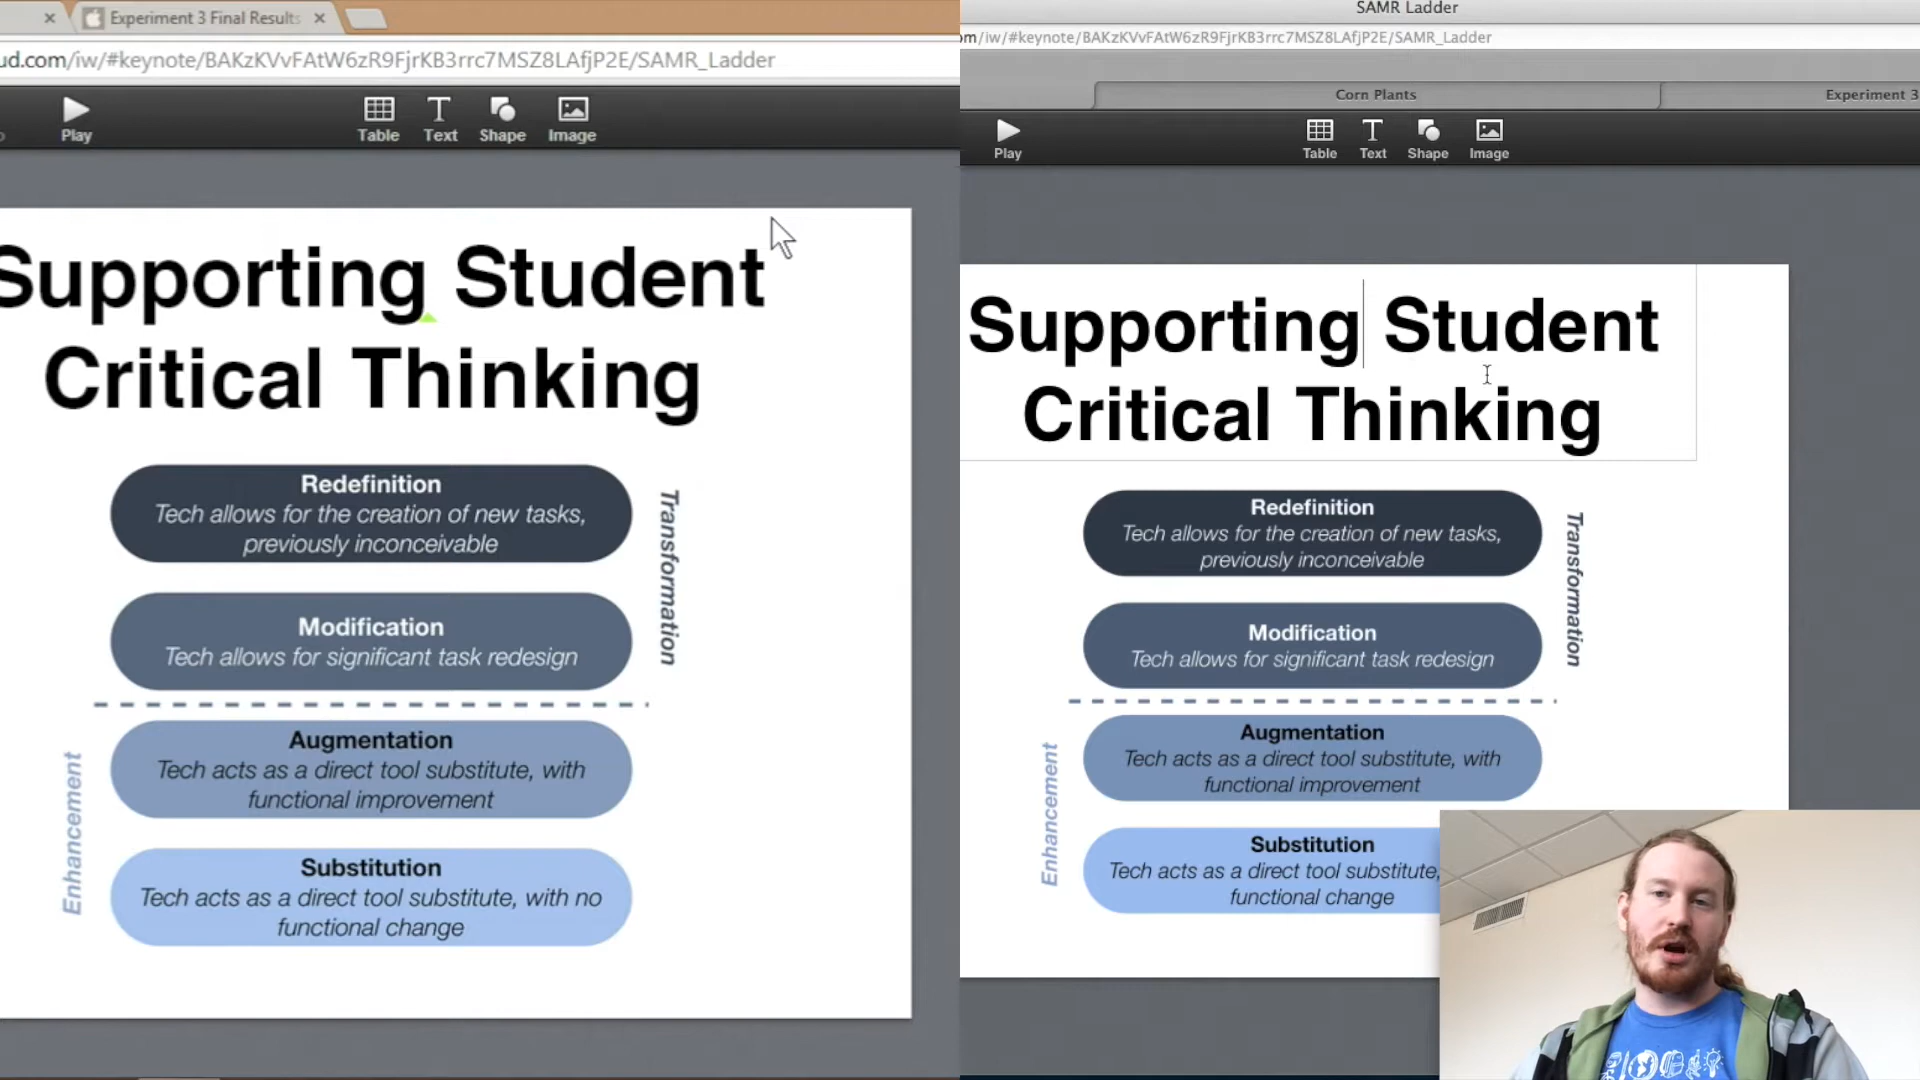 Experiment 3 Final Results
ud.com/iw/#keynote/BAKzKVvFAtW6zR9FjrKB3rrc7MSZ8LAfjP2E/SAMR_Ladder
Play
Table
Text
Shape
Image
Supporting Student
Critical Thinking
Redefinition
Tech allows for the creation of new tasks,
previously inconceivable
Modification
Tech allows for significant task redesign
Transformation
Augmentation
Tech acts as a direct tool substitute, with
functional improvement
Substitution
Tech acts as a direct tool substitute, with no
functional change
Enhancement
SAMR Ladder
om/iw/#keynote/BAKzKVvFAtW6zR9FjrKB3rrc7MSZ8LAfjP2E/SAMR_Ladder
Corn Plants
Experiment 3
Play
Table
Text
Shape
Image
Supporting Student
Critical Thinking
Redefinition
Tech allows for the creation of new tasks,
previously inconceivable
Modification
Tech allows for significant task redesign
Transformation
Augmentation
Tech acts as a direct tool substitute, with
functional improvement
Substitution
Tech acts as a direct tool substitute,
functional change
Enhancement